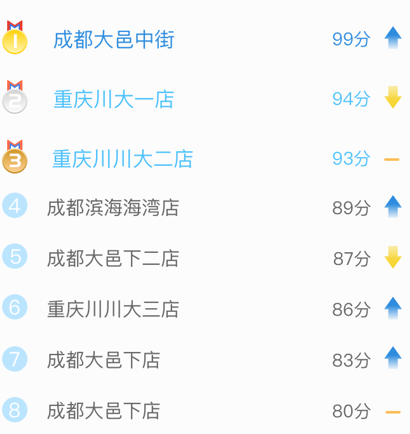 1 成都大邑中街 99分
2 重庆川大一店 94分
3 重庆川川大二店 93分
4 成都滨海海湾店 89分
5 成都大邑下二店 87分
6 重庆川川大三店 86分
7 成都大邑下店 83分
8 成都大邑下店 80分